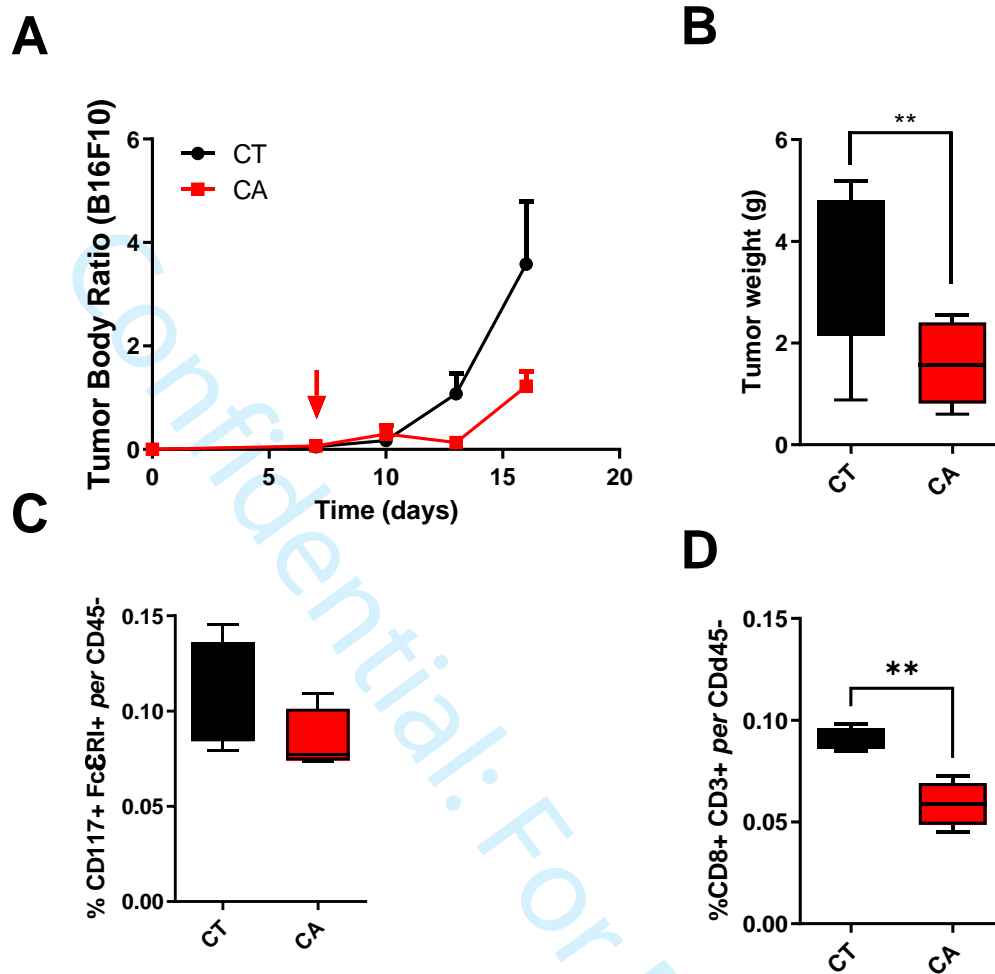 A
B
Tumor Body Ratio (B16F10)
6
4
2
0
CT
CA
0
5
10
15
20
Time (days)
Tumor weight (g)
6
4
2
0
**
CT
CA
C
D
% CD117+ FcƐRI+ per CD45-
0.15
0.10
0.05
0.00
CT
CA
%CD8+ CD3+ per CDd45-
0.15
0.10
0.05
0.00
**
CT
CA
Confidential: For